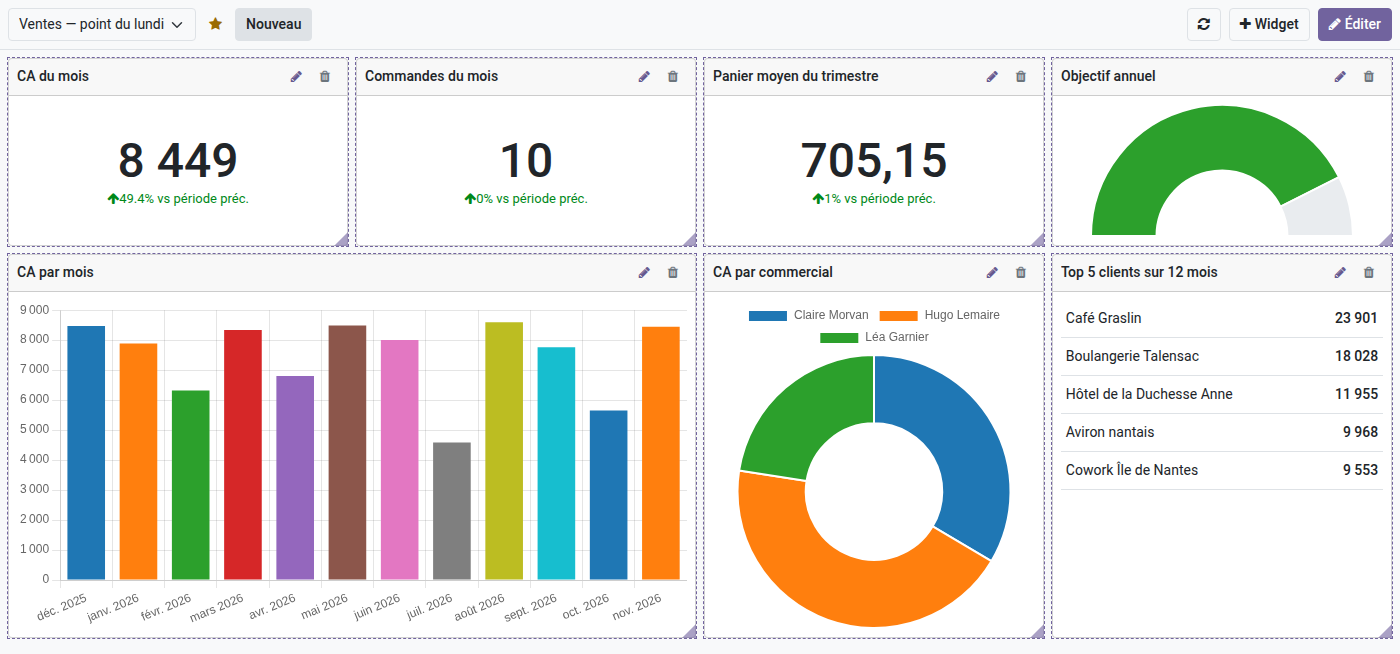 Ventes — point du lundi
Nouveau
Widget
Éditer
CA du mois
Commandes du mois
Panier moyen du trimestre
Objectif annuel
8 449
49.4% vs période préc.
10
0% vs période préc.
705,15
1% vs période préc.
CA par mois
CA par commercial
Top 5 clients sur 12 mois
9 000
8 000
7 000
6 000
5 000
4 000
3 000
2 000
1 000
0
déc. 2025
janv. 2026
févr. 2026
mars 2026
avr. 2026
mai 2026
juin 2026
juil. 2026
août 2026
sept. 2026
oct. 2026
nov. 2026
Claire Morvan
Hugo Lemaire
Léa Garnier
Café Graslin 23 901
Boulangerie Talensac 18 028
Hôtel de la Duchesse Anne 11 955
Aviron nantais 9 968
Cowork Île de Nantes 9 553